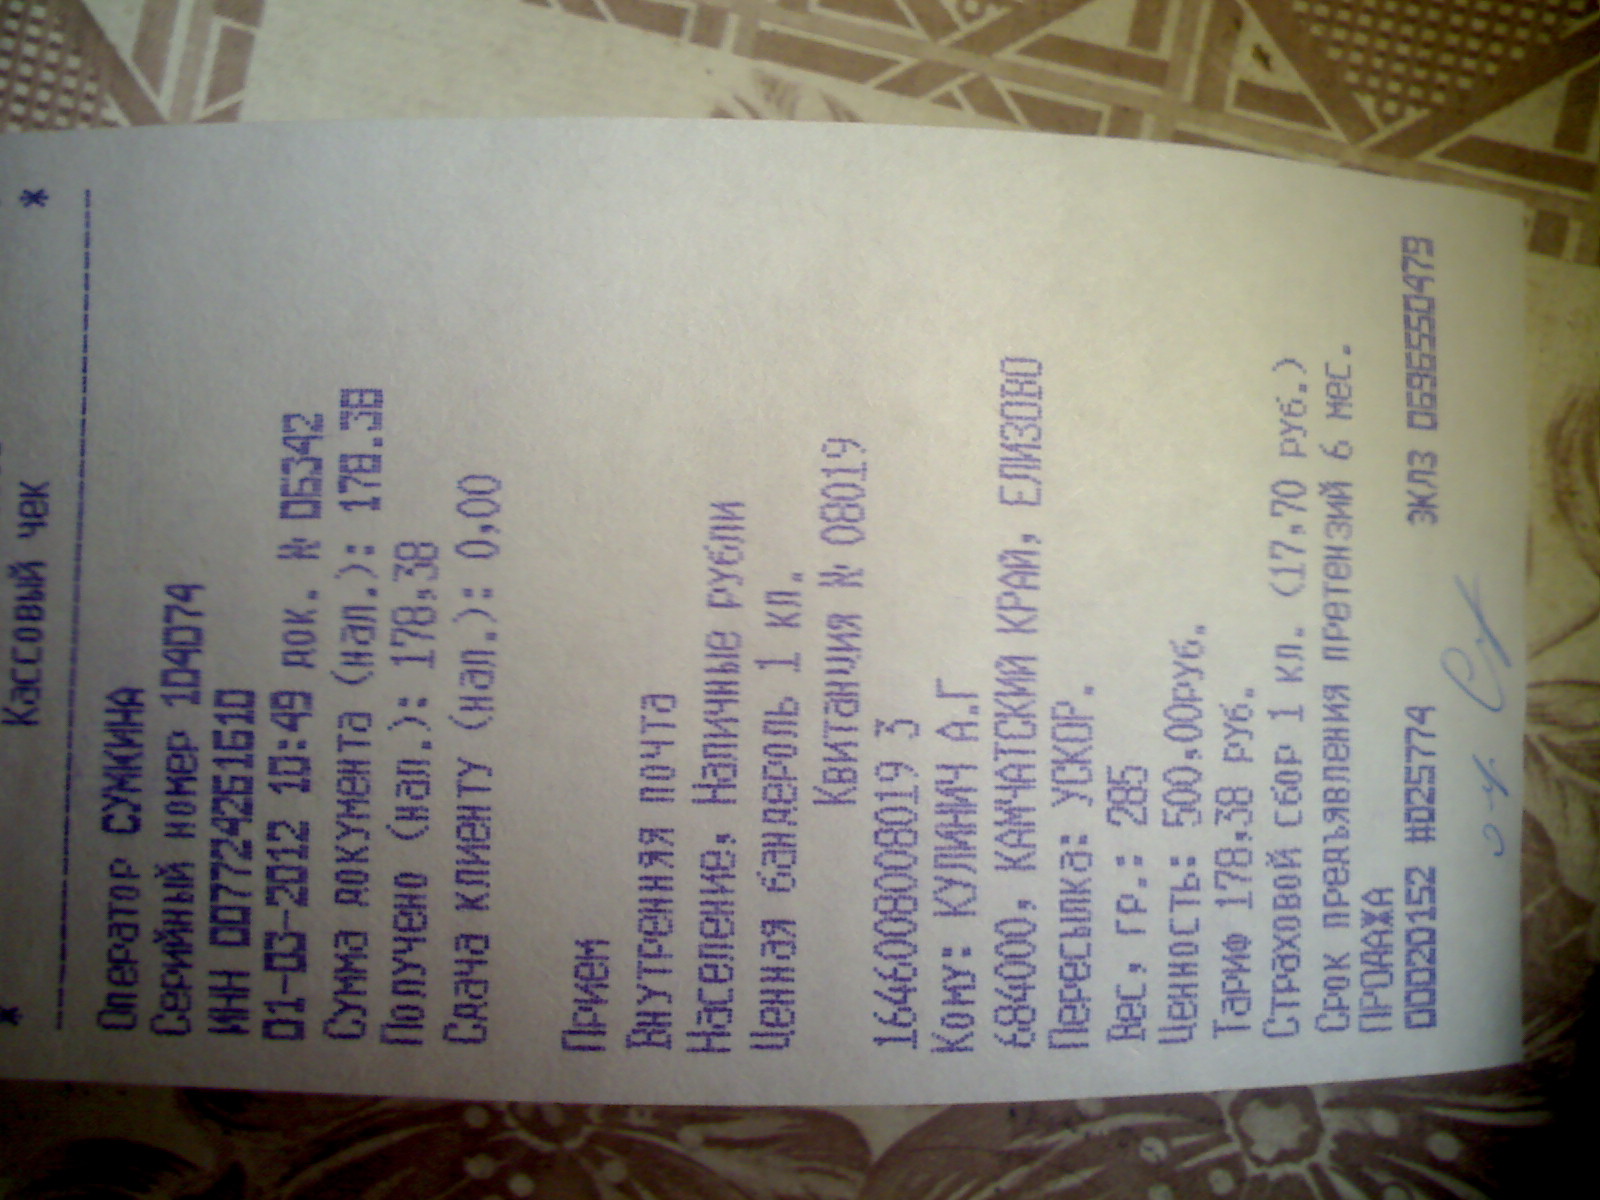 * Кассовый чек *
Оператор СУМКИНА
Серийный номер 1040074
ИНН 007724261610
01-03-2012 10:49 док. № 06342
Сумма документа (нал.): 178.38
Получено (нал.): 178,38
Сдача клиенту (нал.): 0,00
Прием
Внутренняя почта
Население, Наличные рубли
Ценная бандероль 1 кл.
Квитанция № 08019
1646008008019 3
Кому: КУЛИНИЧ А.Г
684000, КАМЧАТСКИЙ КРАЙ, ЕЛИЗОВО
Пересылка: УСКОР.
Вес, гр.: 285
Ценность: 500,00руб.
Тариф 178,38 руб.
Страховой сбор 1 кл. (17,70 руб.)
Срок предъявления претензий 6 мес.
ПРОДАЖА
00020152 #025774 ЭКЛЗ 0696550479